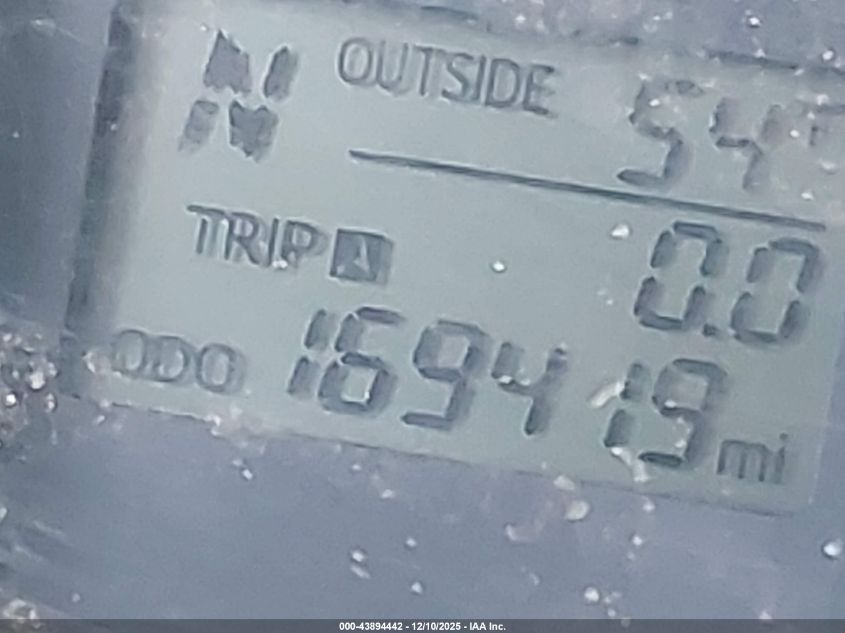 N OUTSIDE 54°F
TRIP A 0.0
ODO 169419 mi
000-43894442 - 12/10/2025 - IAA Inc.